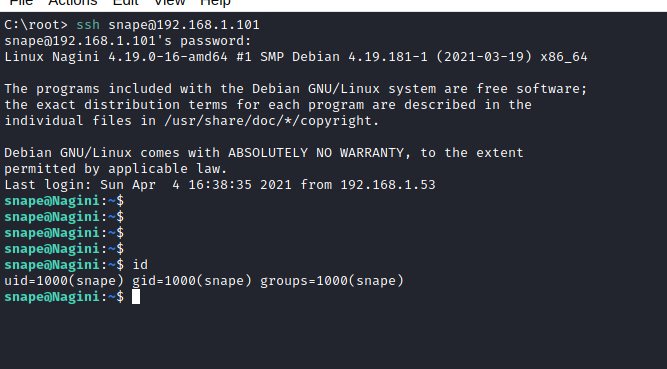 File Actions Edit View Help
C:\root> ssh snape@192.168.1.101
snape@192.168.1.101's password:
Linux Nagini 4.19.0-16-amd64 #1 SMP Debian 4.19.181-1 (2021-03-19) x86_64

The programs included with the Debian GNU/Linux system are free software;
the exact distribution terms for each program are described in the
individual files in /usr/share/doc/*/copyright.

Debian GNU/Linux comes with ABSOLUTELY NO WARRANTY, to the extent
permitted by applicable law.
Last login: Sun Apr  4 16:38:35 2021 from 192.168.1.53
snape@Nagini:~$
snape@Nagini:~$
snape@Nagini:~$
snape@Nagini:~$
snape@Nagini:~$ id
uid=1000(snape) gid=1000(snape) groups=1000(snape)
snape@Nagini:~$